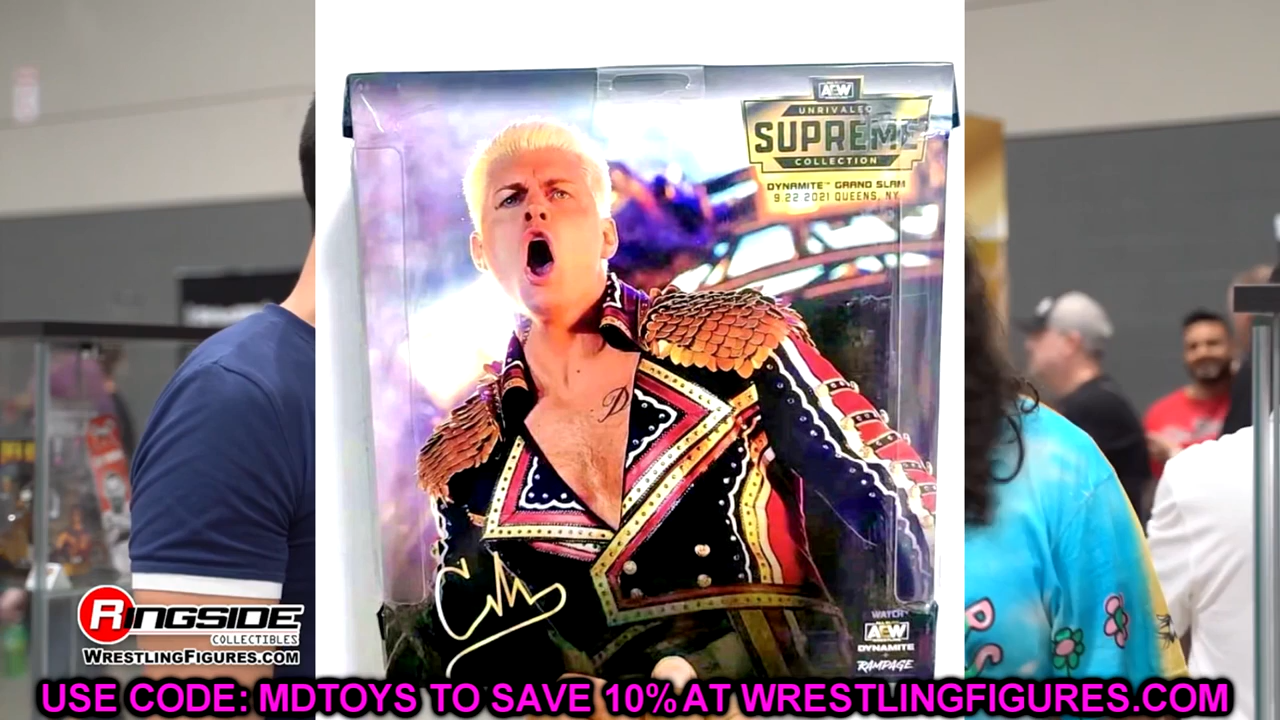 AEW
UNRIVALED
SUPREME
COLLECTION
DYNAMITE™ GRAND SLAM
9 22 2021 QUEENS, NY
D
WATCH
AEW
DYNAMITE
RAMPAGE
RINGSIDE
COLLECTIBLES
WRESTLINGFIGURES.COM
USE CODE: MDTOYS TO SAVE 10% AT WRESTLINGFIGURES.COM